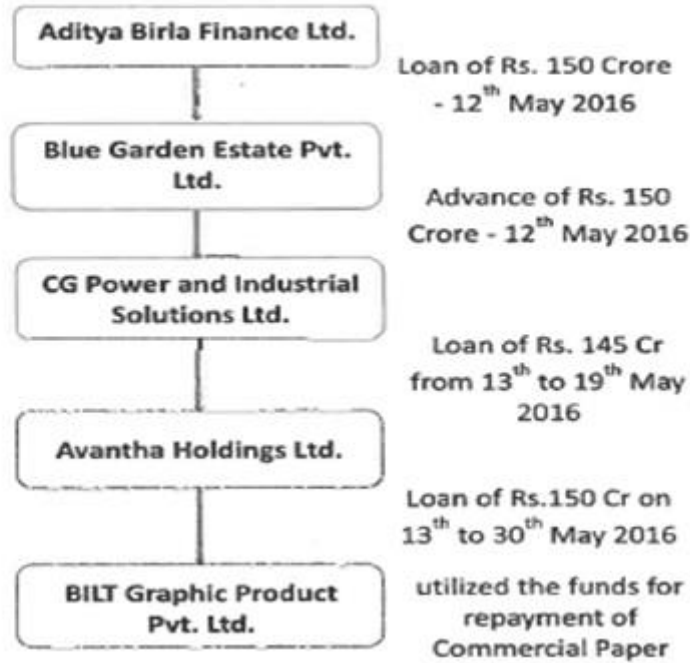 Aditya Birla Finance Ltd.
Loan of Rs. 150 Crore
- 12th May 2016
Blue Garden Estate Pvt.
Ltd.
Advance of Rs. 150
Crore - 12th May 2016
CG Power and Industrial
Solutions Ltd.
Loan of Rs. 145 Cr
from 13th to 19th May
2016
Avantha Holdings Ltd.
Loan of Rs.150 Cr on
13th to 30th May 2016
BILT Graphic Product
Pvt. Ltd.
utilized the funds for
repayment of
Commercial Paper